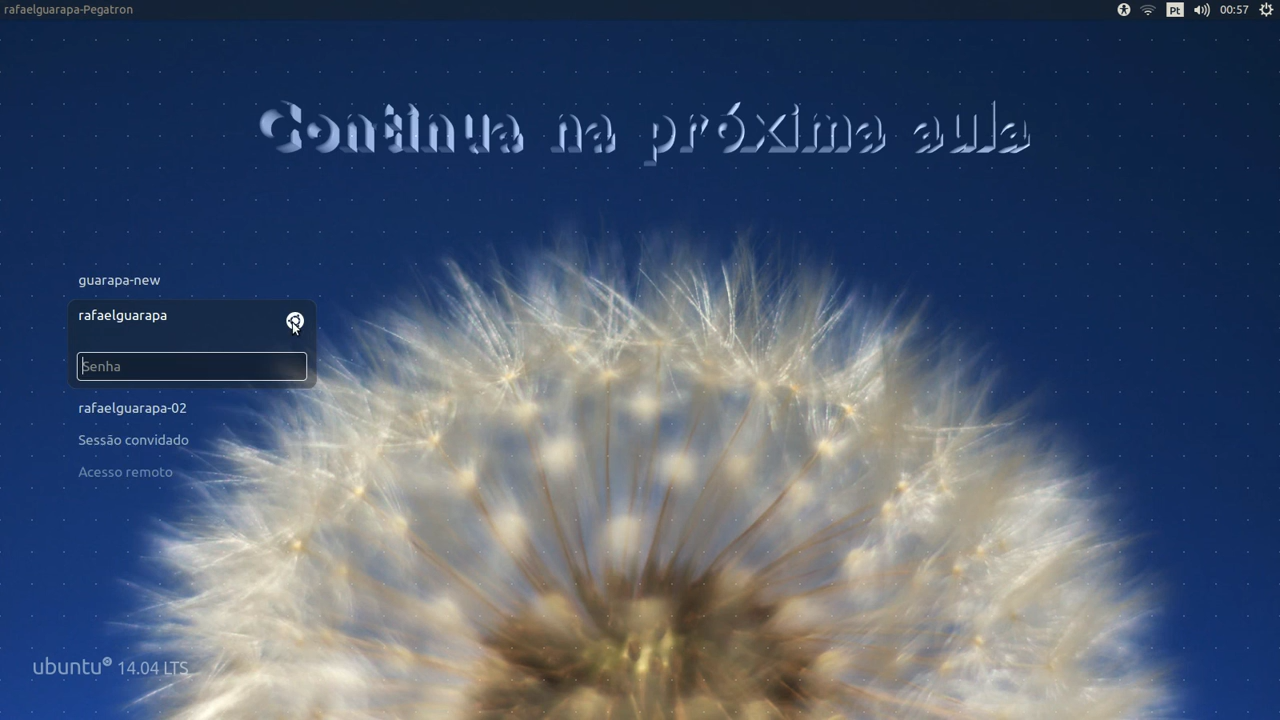 rafaelguarapa-Pegatron
Pt
00:57
Continua na próxima aula
guarapa-new
rafaelguarapa
Senha
rafaelguarapa-02
Sessão convidado
Acesso remoto
ubuntu® 14.04 LTS